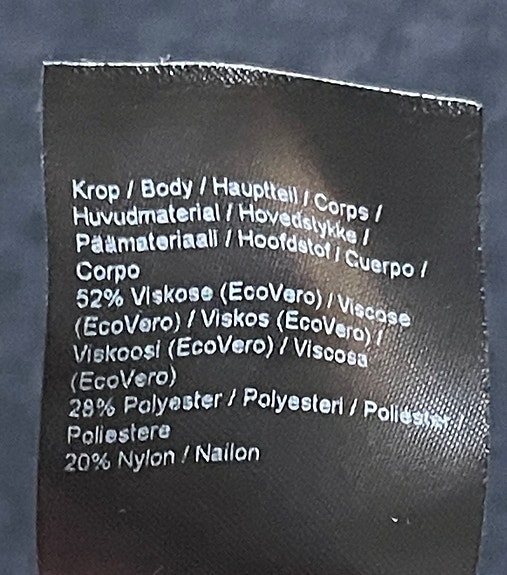 Krop / Body / Hauptteil / Corps /
Huvudmaterial / Hovedstykke /
Päämateriaali / Hoofdstof / Cuerpo /
Corpo
52% Viskose (EcoVero) / Viscose
(EcoVero) / Viskos (EcoVero) /
Viskoosi (EcoVero) / Viscosa
(EcoVero)
28% Polyester / Polyesteri / Poliéster /
Poliestere
20% Nylon / Nailon